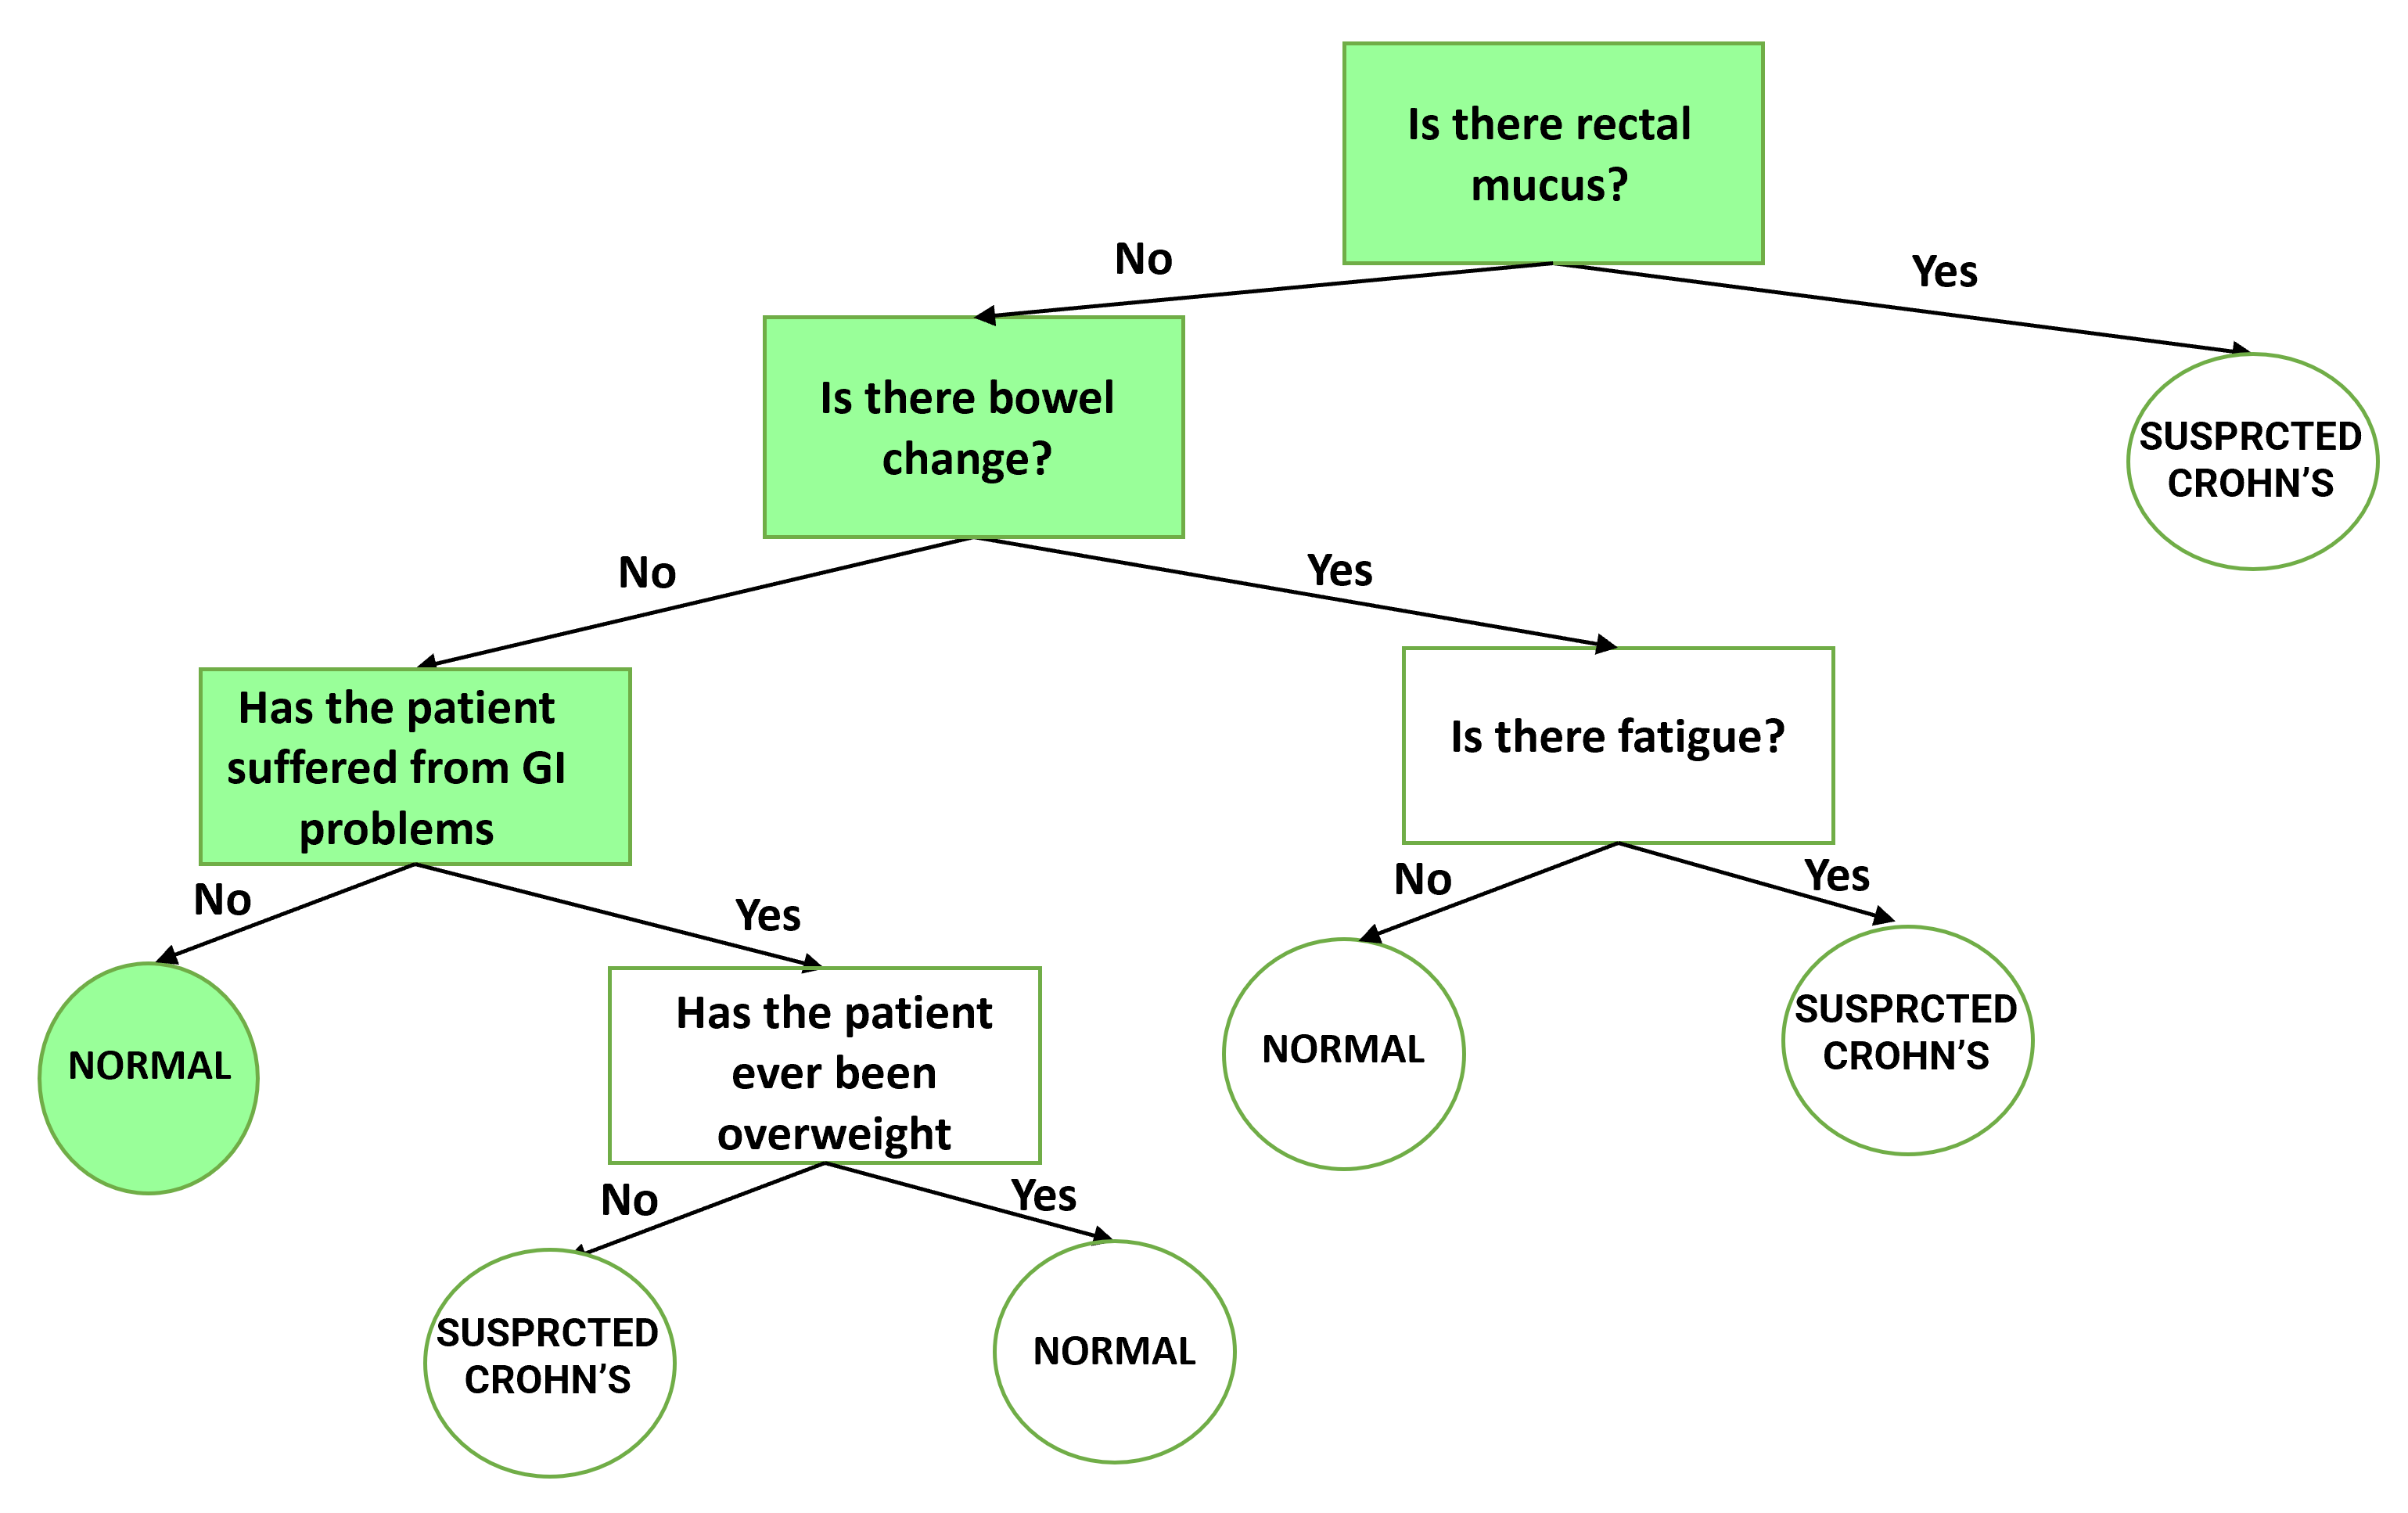 Is there rectal
mucus?
No
Yes
Is there bowel
change?
SUSPRCTED
CROHN’S
No
Yes
Has the patient
suffered from GI
problems
Is there fatigue?
No
Yes
No
Yes
NORMAL
Has the patient
ever been
overweight
NORMAL
SUSPRCTED
CROHN’S
No
Yes
SUSPRCTED
CROHN’S
NORMAL